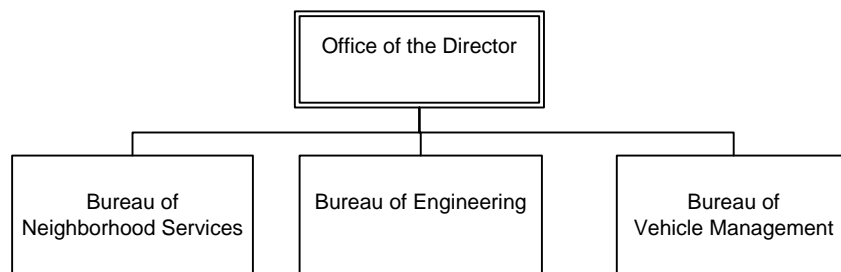 Office of the Director
Bureau of
Neighborhood Services
Bureau of Engineering
Bureau of
Vehicle Management